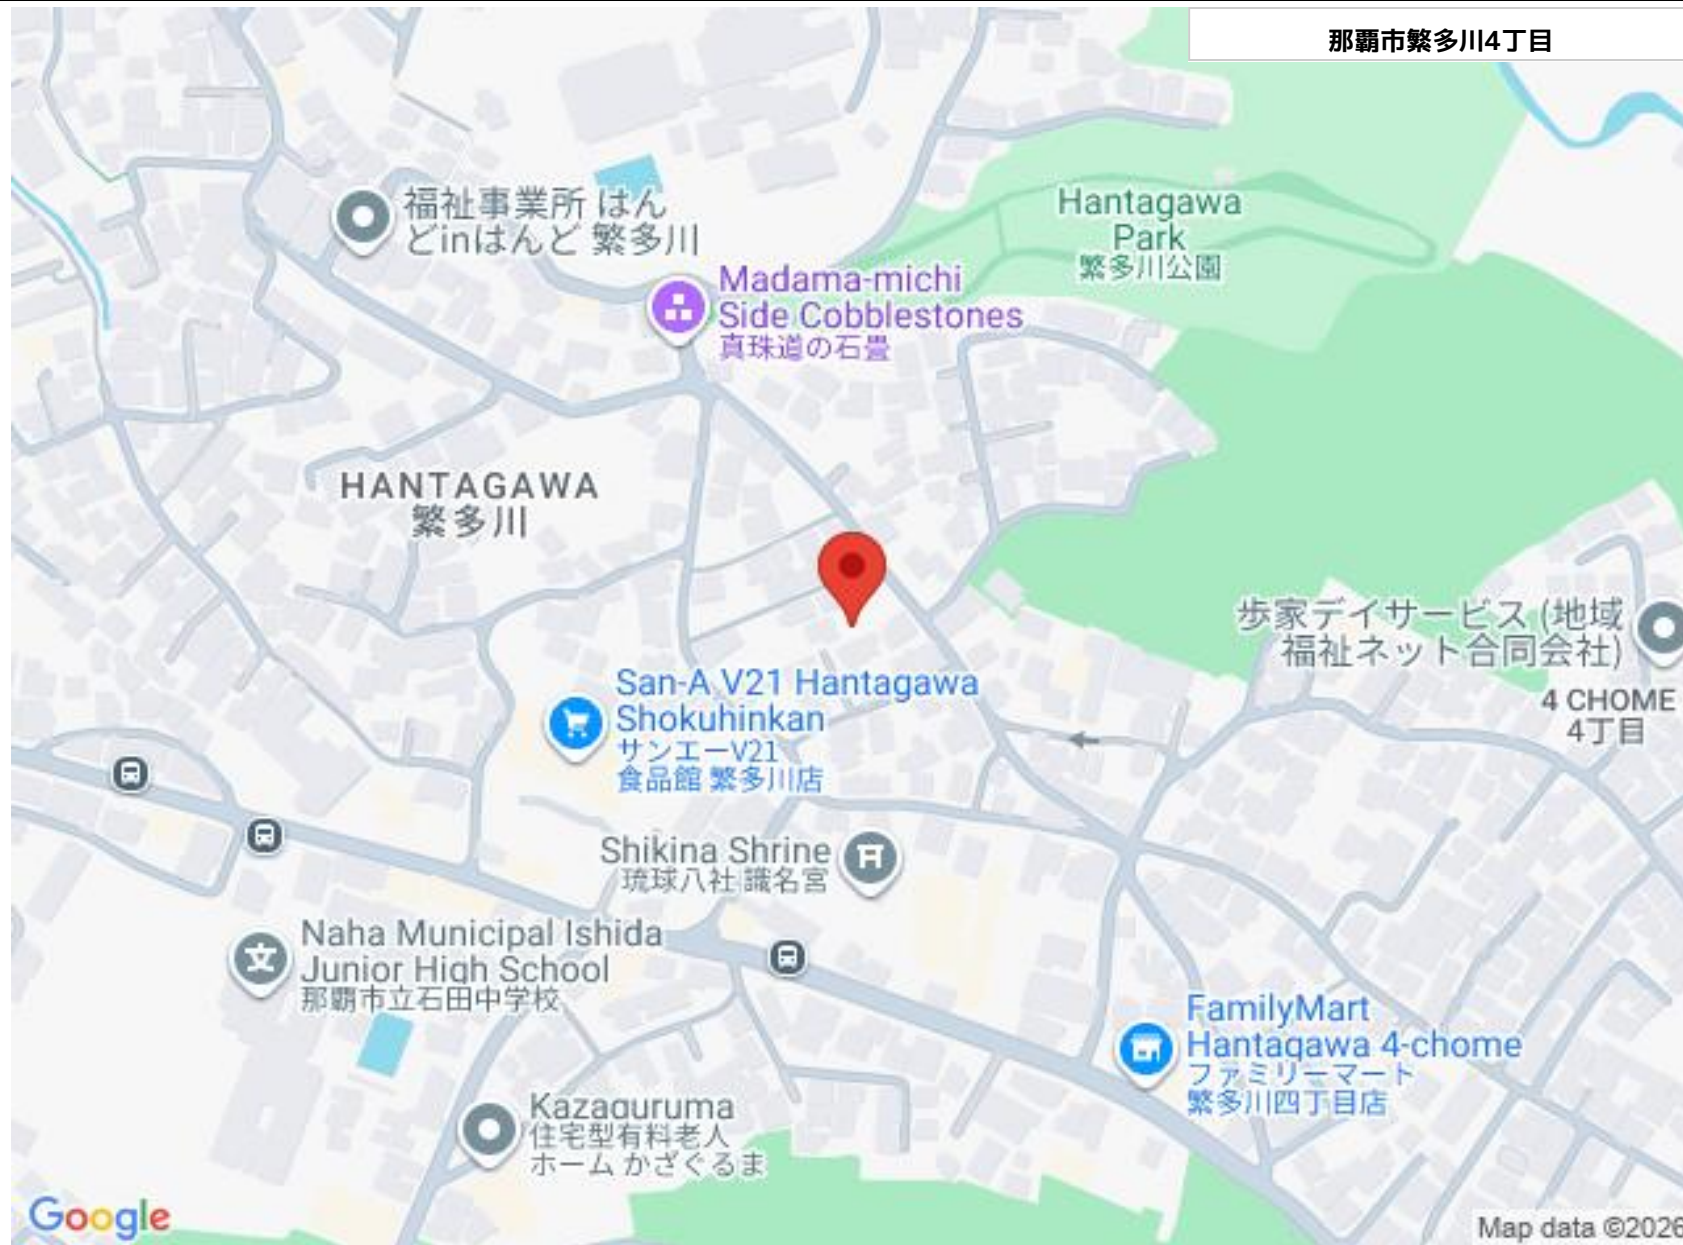 那覇市繁多川4丁目
福祉事業所 はん
どinはんど 繁多川
Hantagawa
Park
繁多川公園
Madama-michi
Side Cobblestones
真珠道の石畳
HANTAGAWA
繁多川
歩家デイサービス (地域
福祉ネット合同会社)
4 CHOME
4丁目
San-A V21 Hantagawa
Shokuhinkan
サンエーV21
食品館 繁多川店
Shikina Shrine
琉球八社 識名宮
Naha Municipal Ishida
Junior High School
那覇市立石田中学校
FamilyMart
Hantagawa 4-chome
ファミリーマート
繁多川四丁目店
Kazaguruma
住宅型有料老人
ホーム かざぐるま
Google
Map data ©2026